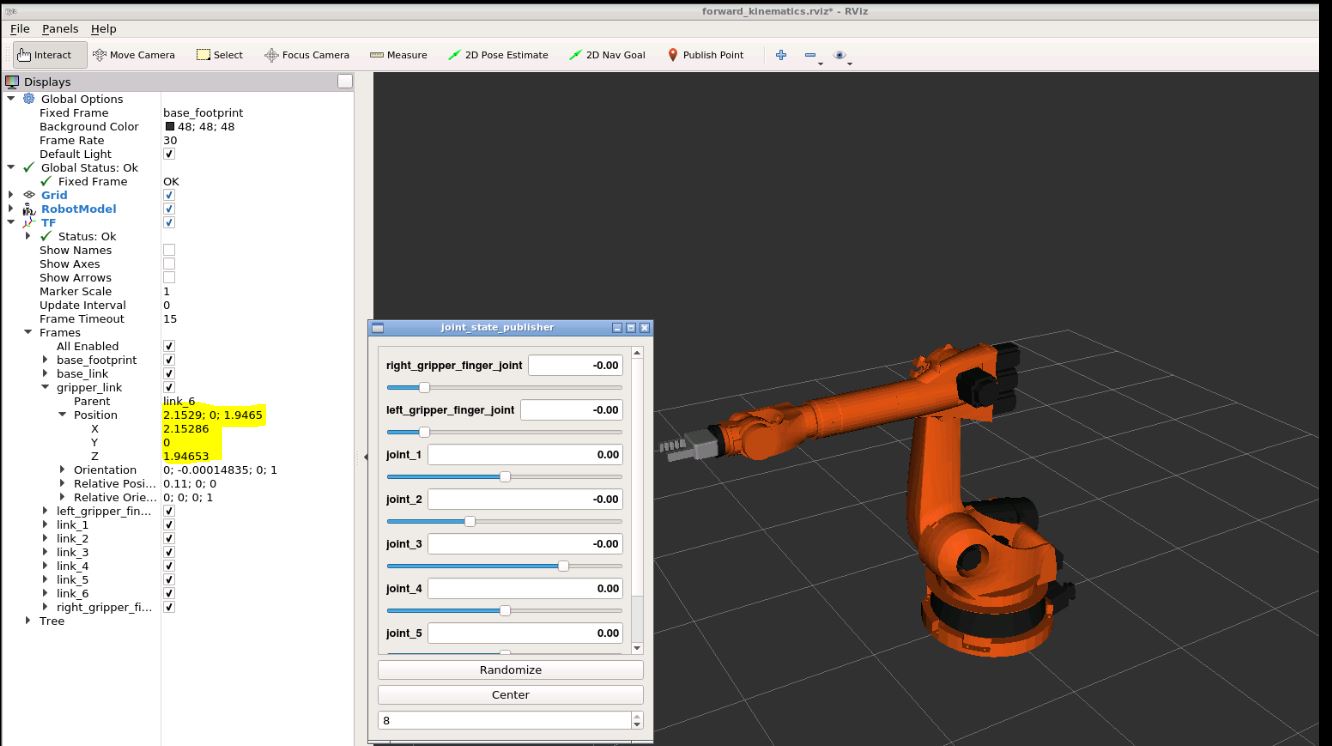 forward_kinematics.rviz* - RViz
File Panels Help
Interact Move Camera Select Focus Camera Measure 2D Pose Estimate 2D Nav Goal Publish Point
Displays
Global Options
Fixed Frame base_footprint
Background Color 48; 48; 48
Frame Rate 30
Default Light
Global Status: Ok
Fixed Frame OK
Grid
RobotModel
TF
Status: Ok
Show Names
Show Axes
Show Arrows
Marker Scale 1
Update Interval 0
Frame Timeout 15
Frames
All Enabled
base_footprint
base_link
gripper_link
Parent link_6
Position 2.1529; 0; 1.9465
X 2.15286
Y 0
Z 1.94653
Orientation 0; -0.00014835; 0; 1
Relative Posi... 0.11; 0; 0
Relative Orie... 0; 0; 0; 1
left_gripper_fin...
link_1
link_2
link_3
link_4
link_5
link_6
right_gripper_fi...
Tree
joint_state_publisher
right_gripper_finger_joint -0.00
left_gripper_finger_joint -0.00
joint_1 0.00
joint_2 -0.00
joint_3 -0.00
joint_4 0.00
joint_5 0.00
Randomize
Center
8